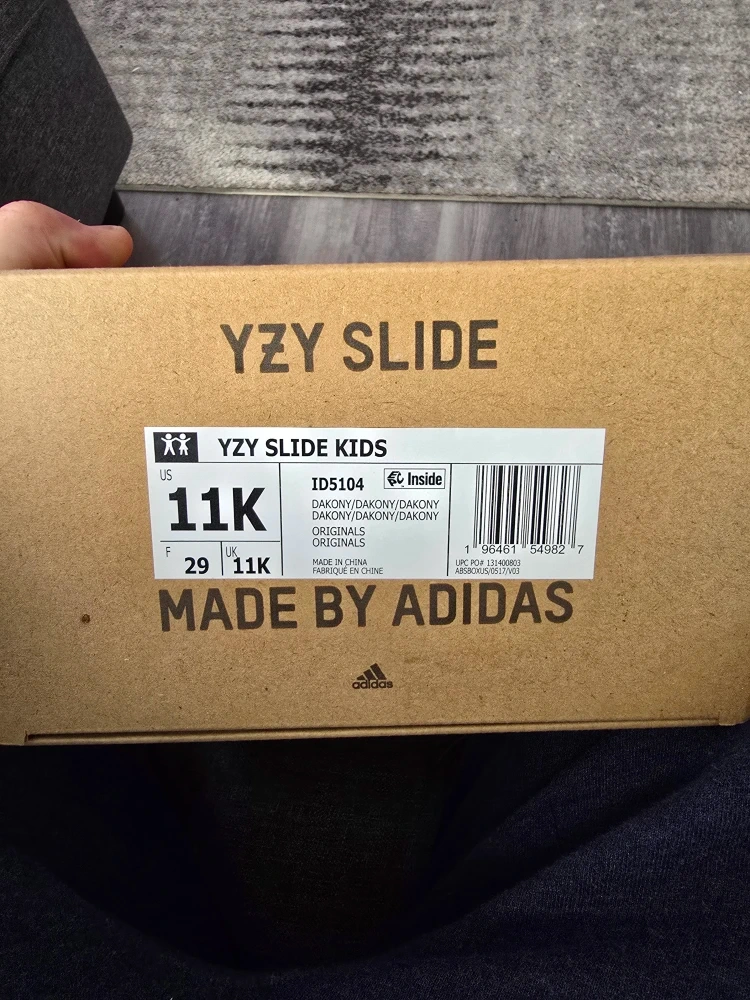 YZY SLIDE
YZY SLIDE KIDS
US
11K
F
29
UK
11K
ID5104
Inside
DAKONY/DAKONY/DAKONY
DAKONY/DAKONY/DAKONY
ORIGINALS
ORIGINALS
MADE IN CHINA
FABRIQUÉ EN CHINE
1 96461 54982 7
UPC PO# 131400803
ABSBOXUS/0517/V03
MADE BY ADIDAS
adidas